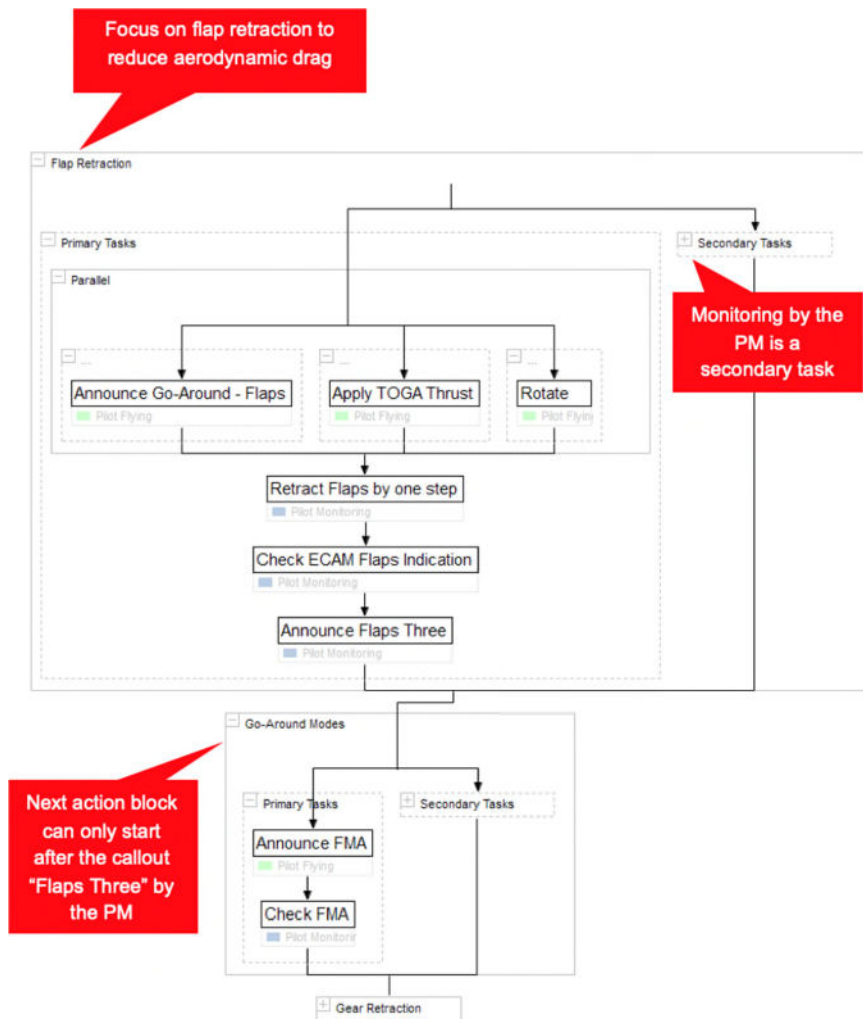 Focus on flap retraction to
reduce aerodynamic drag
Flap Retraction
Primary Tasks
Secondary Tasks
Parallel
Monitoring by the
PM is a
secondary task
...
...
...
Announce Go-Around - Flaps
Apply TOGA Thrust
Rotate
Pilot Flying
Pilot Flying
Pilot Flying
Retract Flaps by one step
Pilot Monitoring
Check ECAM Flaps Indication
Pilot Monitoring
Announce Flaps Three
Pilot Monitoring
Go-Around Modes
Next action block
can only start
after the callout
“Flaps Three” by
the PM
Primary Tasks
Secondary Tasks
Announce FMA
Pilot Flying
Check FMA
Pilot Monitorin
Gear Retraction